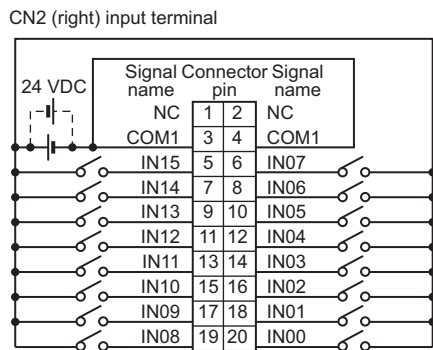 CN2 (right) input terminal
Signal Connector Signal
name pin name
24 VDC
NC 1 2 NC
COM1 3 4 COM1
IN15 5 6 IN07
IN14 7 8 IN06
IN13 9 10 IN05
IN12 11 12 IN04
IN11 13 14 IN03
IN10 15 16 IN02
IN09 17 18 IN01
IN08 19 20 IN00